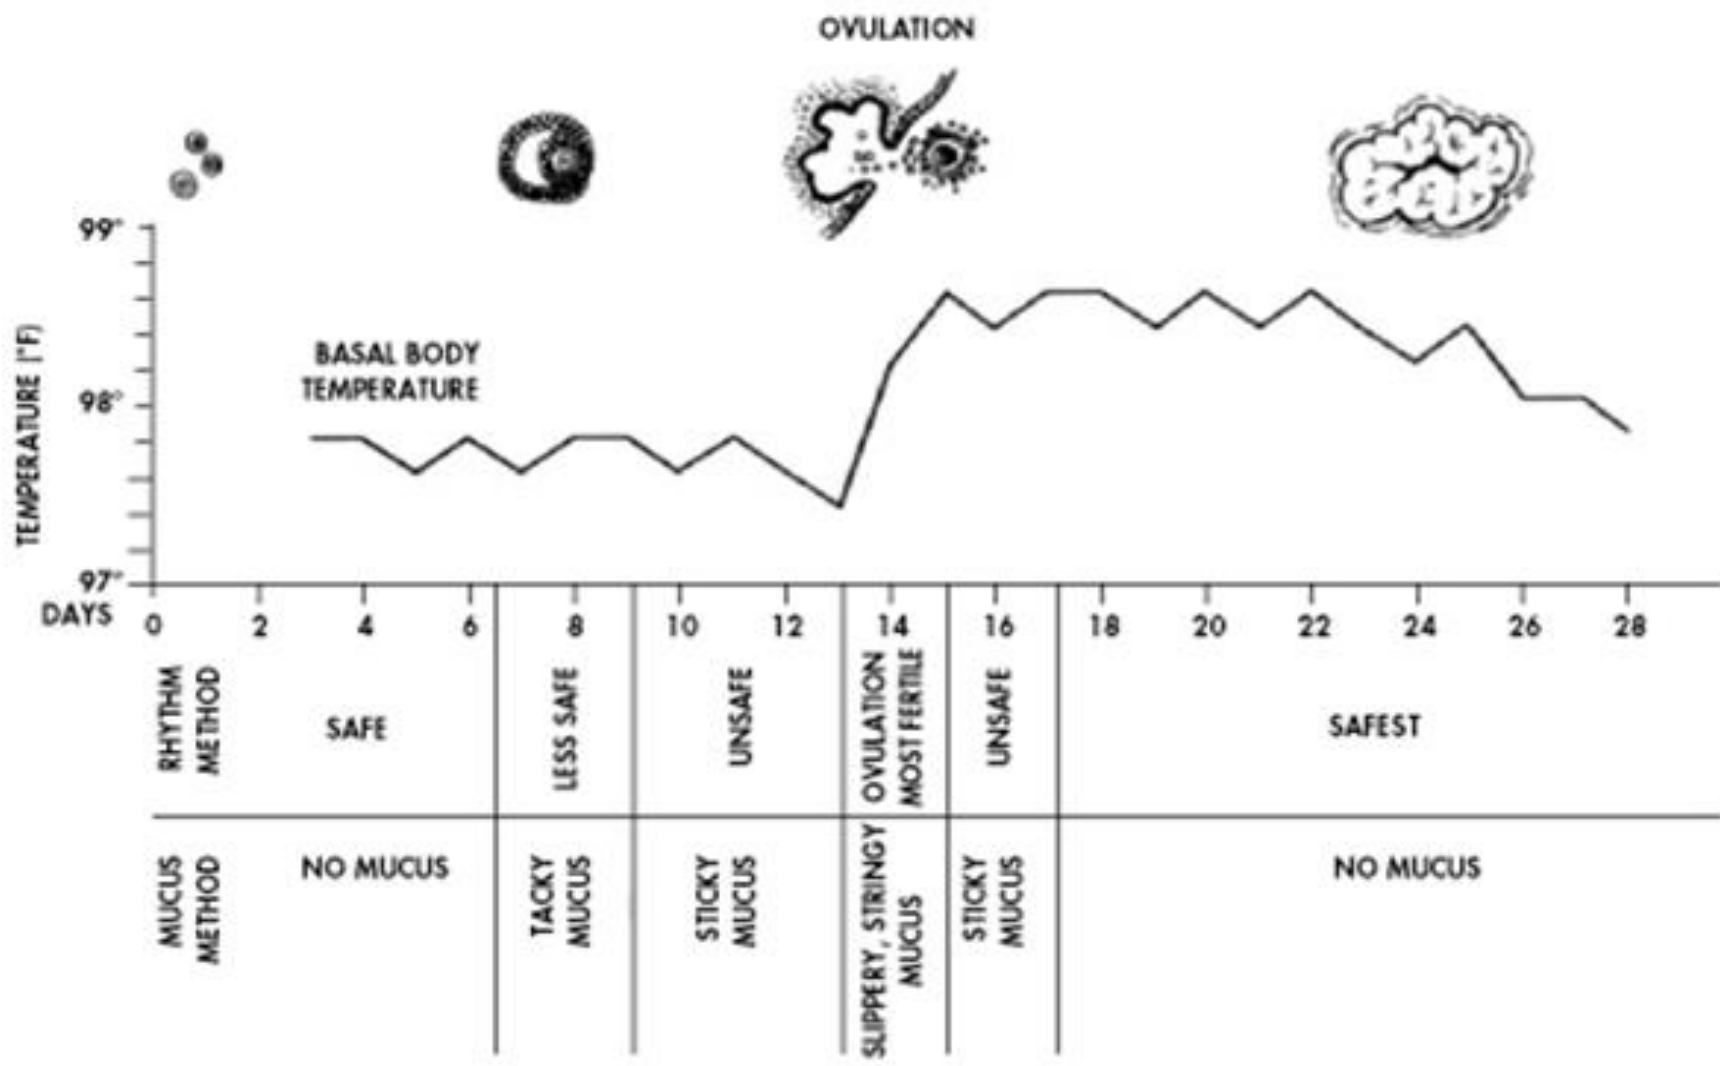 OVULATION
99°
BASAL BODY
TEMPERATURE
98°
TEMPERATURE (°F)
97°
DAYS
0 2 4 6 8 10 12 14 16 18 20 22 24 26 28
RHYTHM
METHOD
SAFE
LESS SAFE
UNSAFE
OVULATION
MOST FERTILE
UNSAFE
SAFEST
MUCUS
METHOD
NO MUCUS
TACKY
MUCUS
STICKY
MUCUS
SLIPPERY, STRINGY
MUCUS
STICKY
MUCUS
NO MUCUS